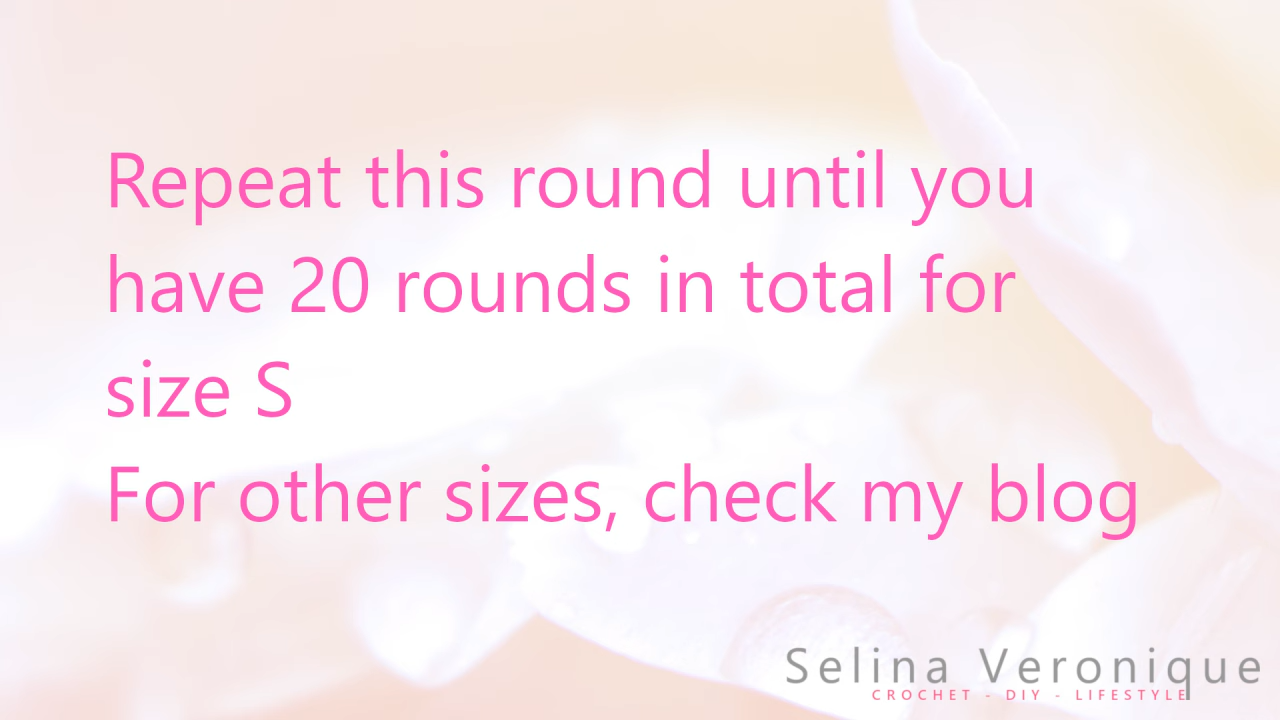 Repeat this round until you
have 20 rounds in total for
size S
For other sizes, check my blog
Selina Veronique
CROCHET - DIY - LIFESTYLE